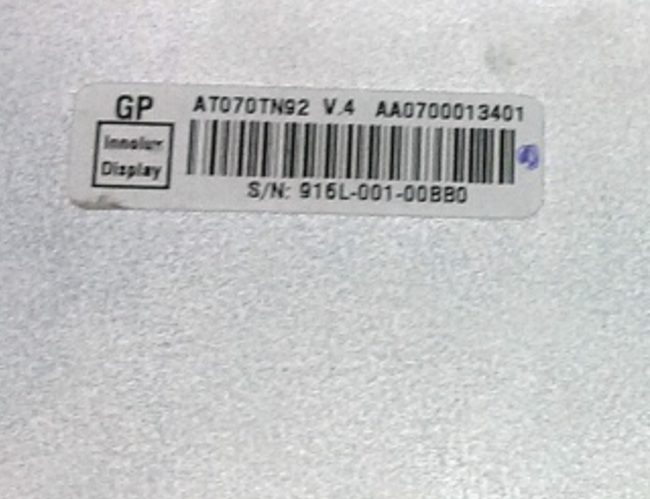 GP AT070TN92 V.4 AA0700013401
Innolux
Display
S/N: 916L-001-00BB0